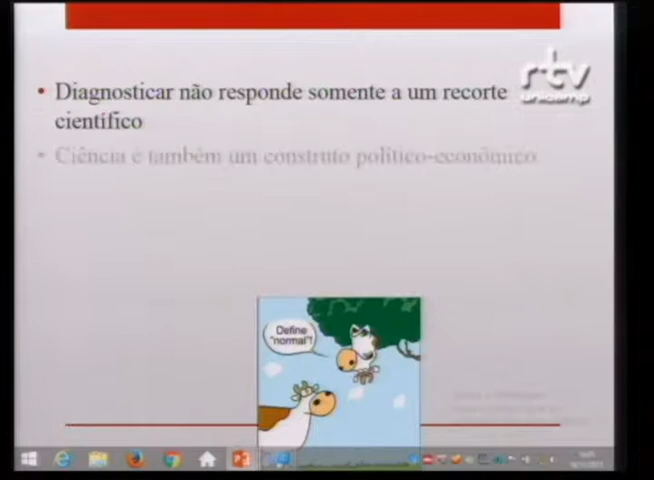 rtv
unicamp
• Diagnosticar não responde somente a um recorte
científico
• Ciência é também um construto político-econômico
Define
"normal"!